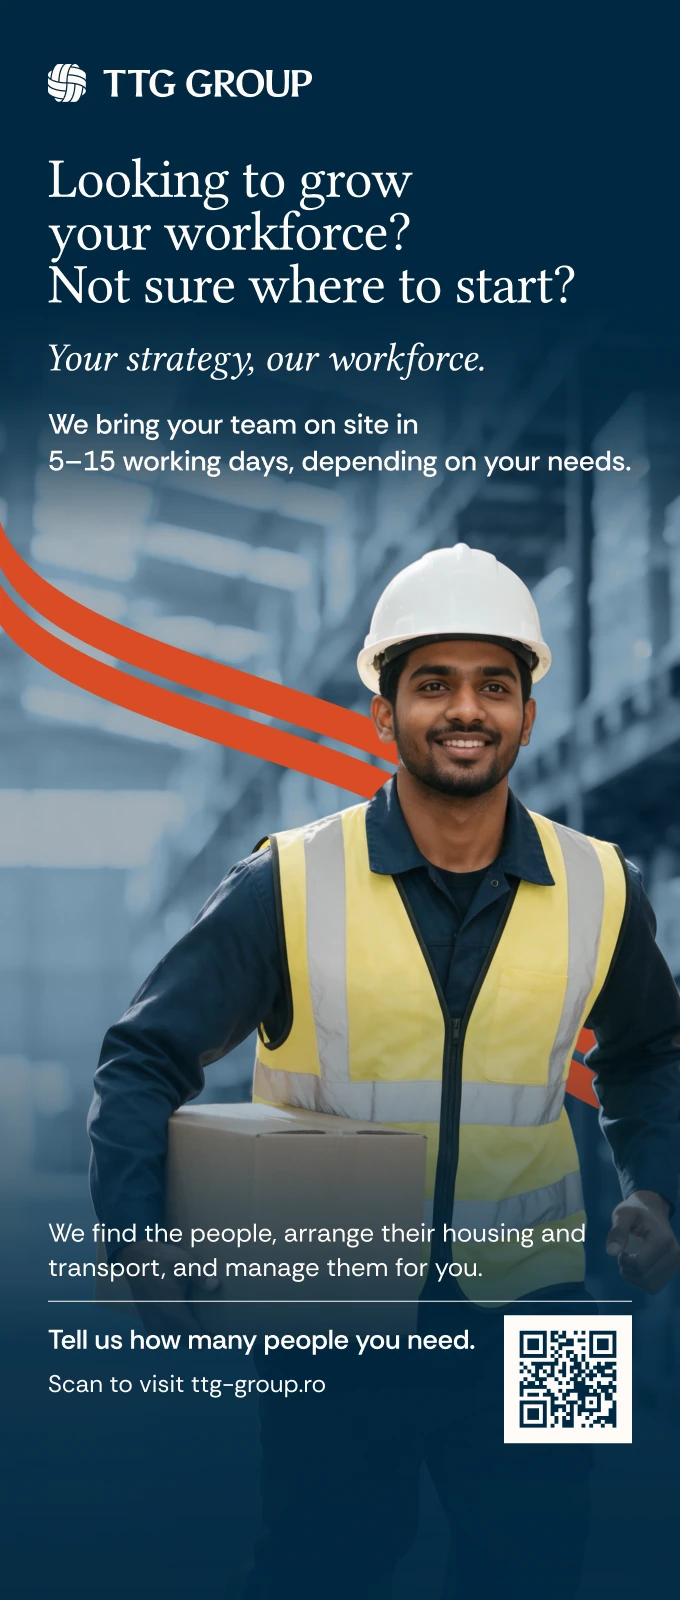 TTG GROUP
Looking to grow
your workforce?
Not sure where to start?
Your strategy, our workforce.
We bring your team on site in
5–15 working days, depending on your needs.
We find the people, arrange their housing and
transport, and manage them for you.
Tell us how many people you need.
Scan to visit ttg-group.ro